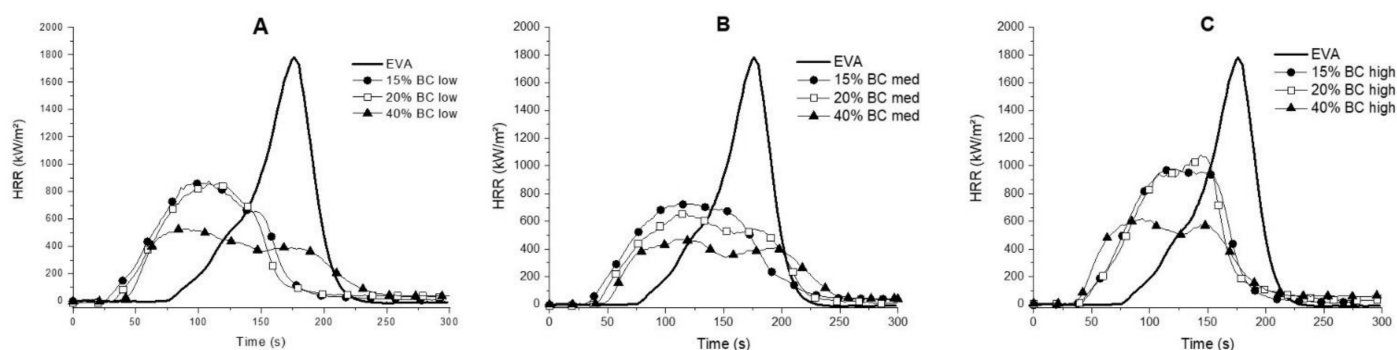 A
2000
1800
1600
1400
1200
1000
800
600
400
200
0
HRR (kW/m²)
EVA
15% BC low
20% BC low
40% BC low
0 50 100 150 200 250 300
Time (s)
B
2000
1800
1600
1400
1200
1000
800
600
400
200
0
HRR (kW/m²)
EVA
15% BC med
20% BC med
40% BC med
0 50 100 150 200 250 300
Time (s)
C
2000
1800
1600
1400
1200
1000
800
600
400
200
0
HRR (kW/m²)
EVA
15% BC high
20% BC high
40% BC high
0 50 100 150 200 250 300
Time (s)